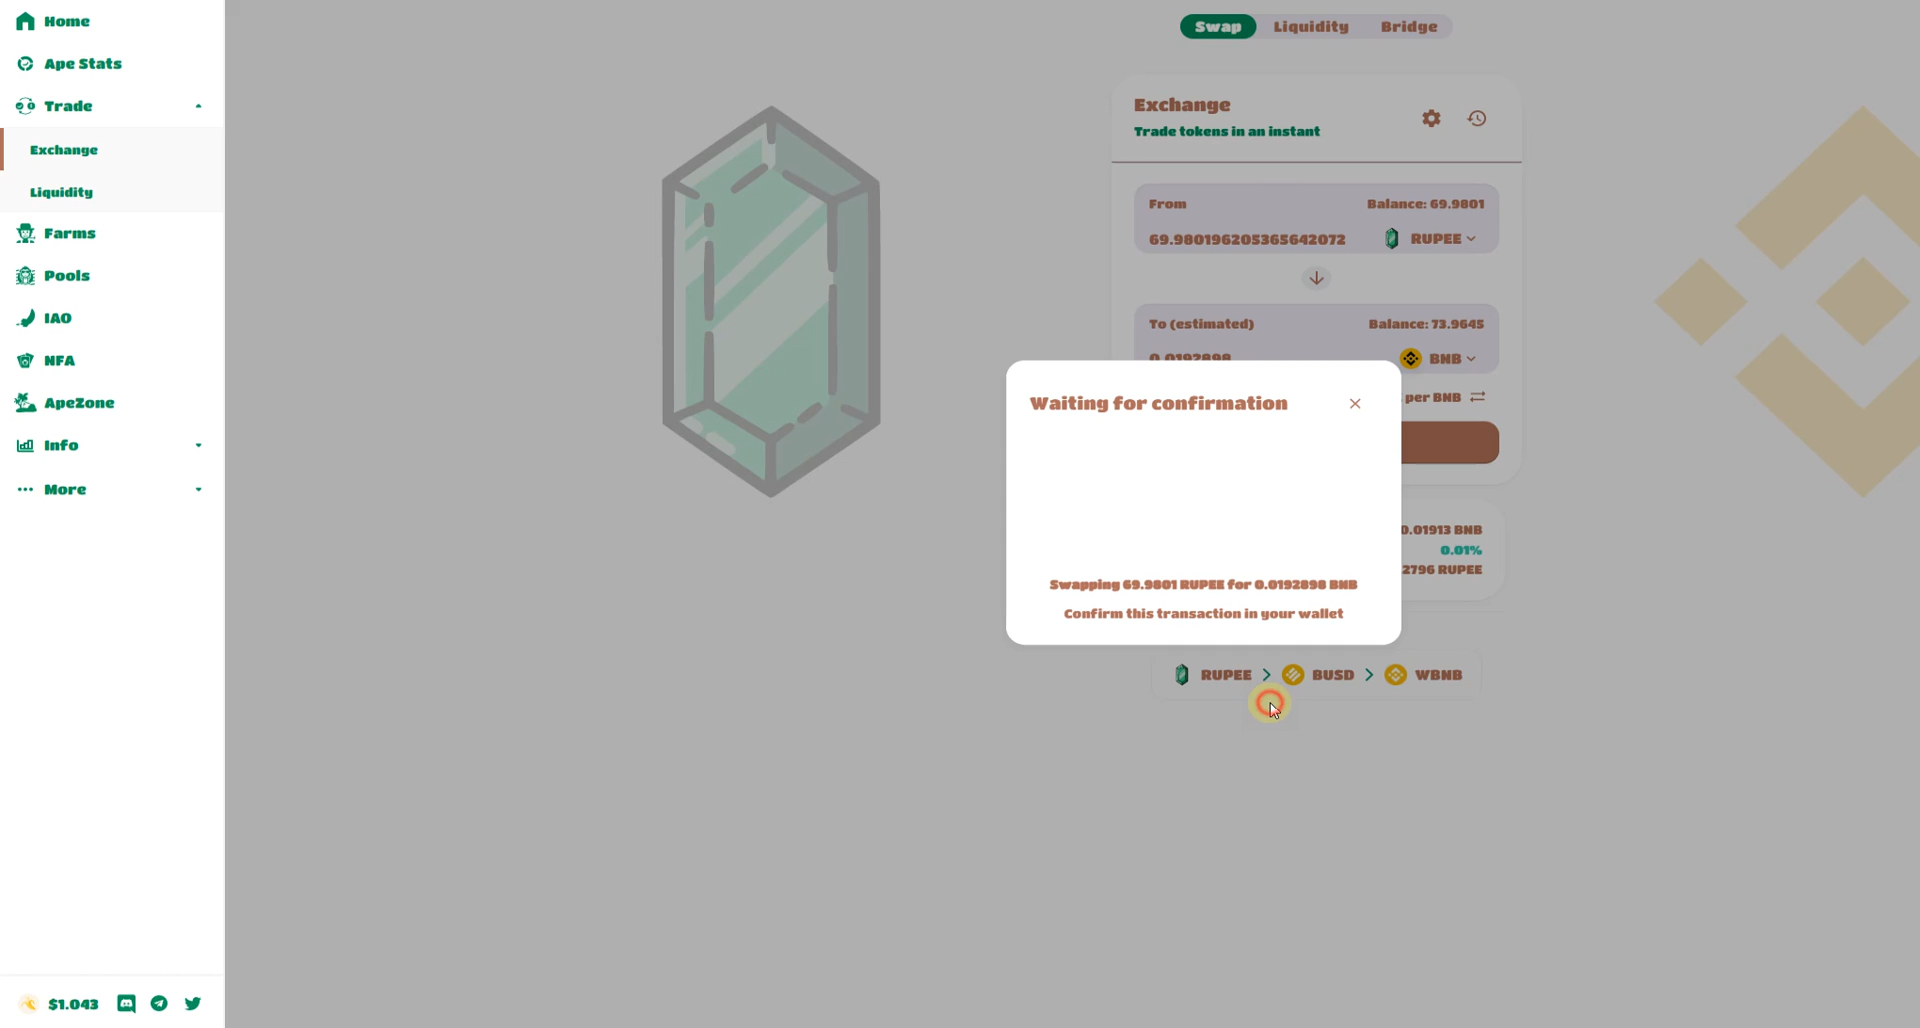 Home
Ape Stats
Trade
Exchange
Liquidity
Farms
Pools
IAO
NFA
ApeZone
Info
More
$1.043
Swap Liquidity Bridge
Exchange
Trade tokens in an instant
From Balance: 69.9801
69.980196205365642072 RUPEE
To (estimated) Balance: 73.9645
0.0192898 BNB
per BNB
Waiting for confirmation
0.01913 BNB
0.01%
2796 RUPEE
Swapping 69.9801 RUPEE for 0.0192898 BNB
Confirm this transaction in your wallet
RUPEE > BUSD > WBNB